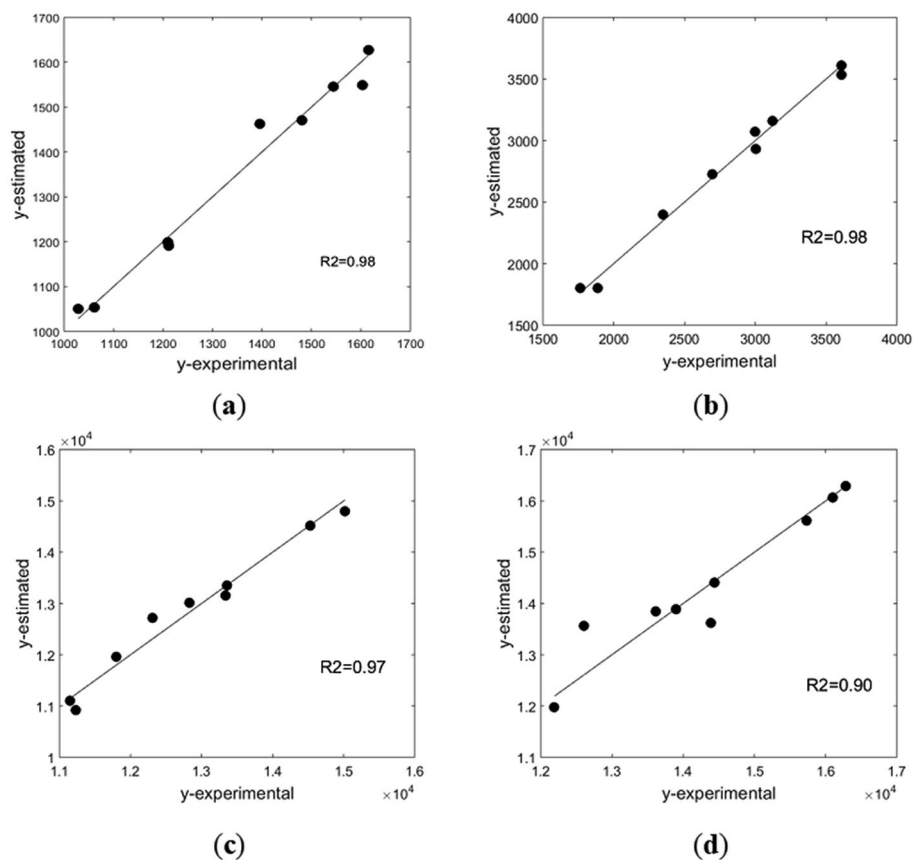 1700
1600
1500
1400
1300
1200
1100
1000
1000 1100 1200 1300 1400 1500 1600 1700
y-estimated
y-experimental
R2=0.98
(a)
4000
3500
3000
2500
2000
1500
1500 2000 2500 3000 3500 4000
y-estimated
y-experimental
R2=0.98
(b)
×10⁴
1.6
1.5
1.4
1.3
1.2
1.1
1
1.1 1.2 1.3 1.4 1.5 1.6
y-estimated
y-experimental
×10⁴
R2=0.97
(c)
×10⁴
1.7
1.6
1.5
1.4
1.3
1.2
1.1
1.2 1.3 1.4 1.5 1.6 1.7
y-estimated
y-experimental
×10⁴
R2=0.90
(d)